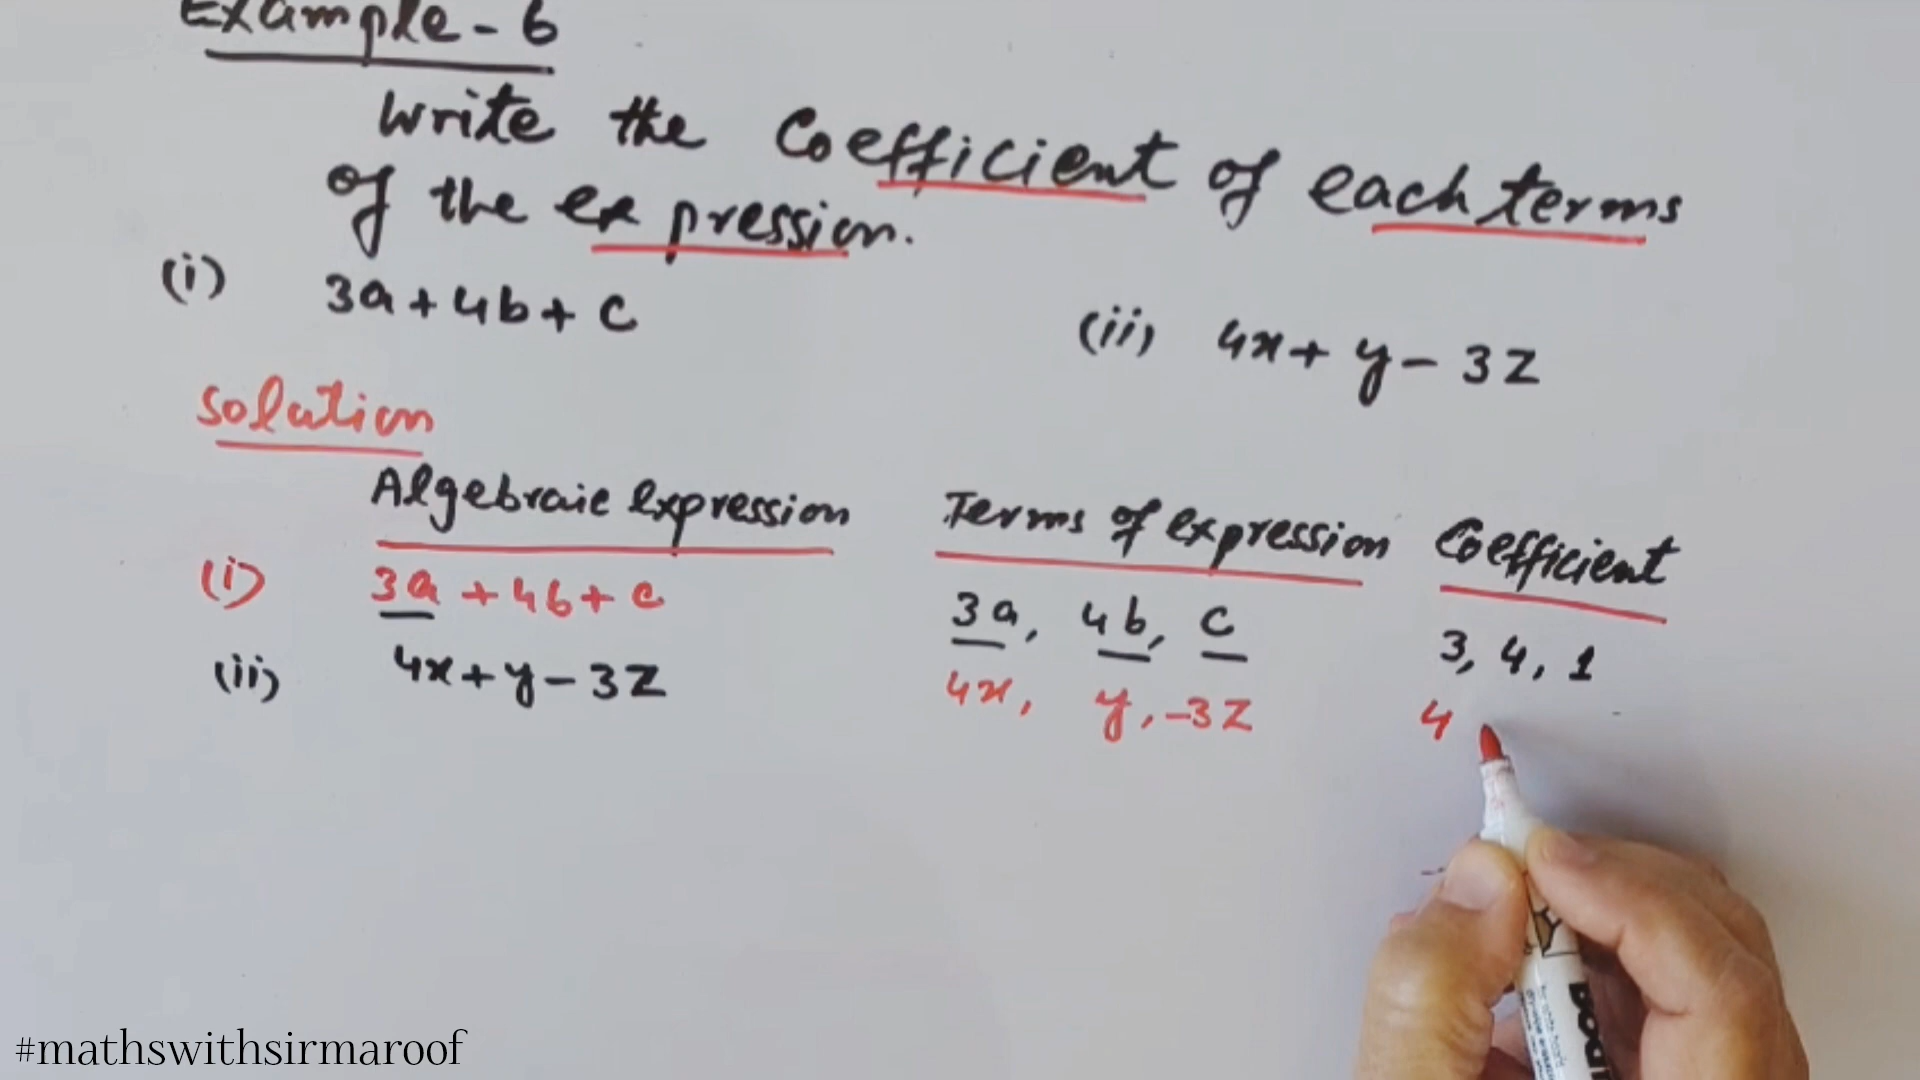 Example - 6
Write the Coefficient of each terms
of the expression.
(i) 3a + 4b + c
(ii) 4x + y - 3z
Solution
Algebraic expression Terms of expression Coefficient
(i) 3a + 4b + c 3a, 4b, c 3, 4, 1
(ii) 4x + y - 3z 4x, y, -3z 4
#mathswithsirmaroof